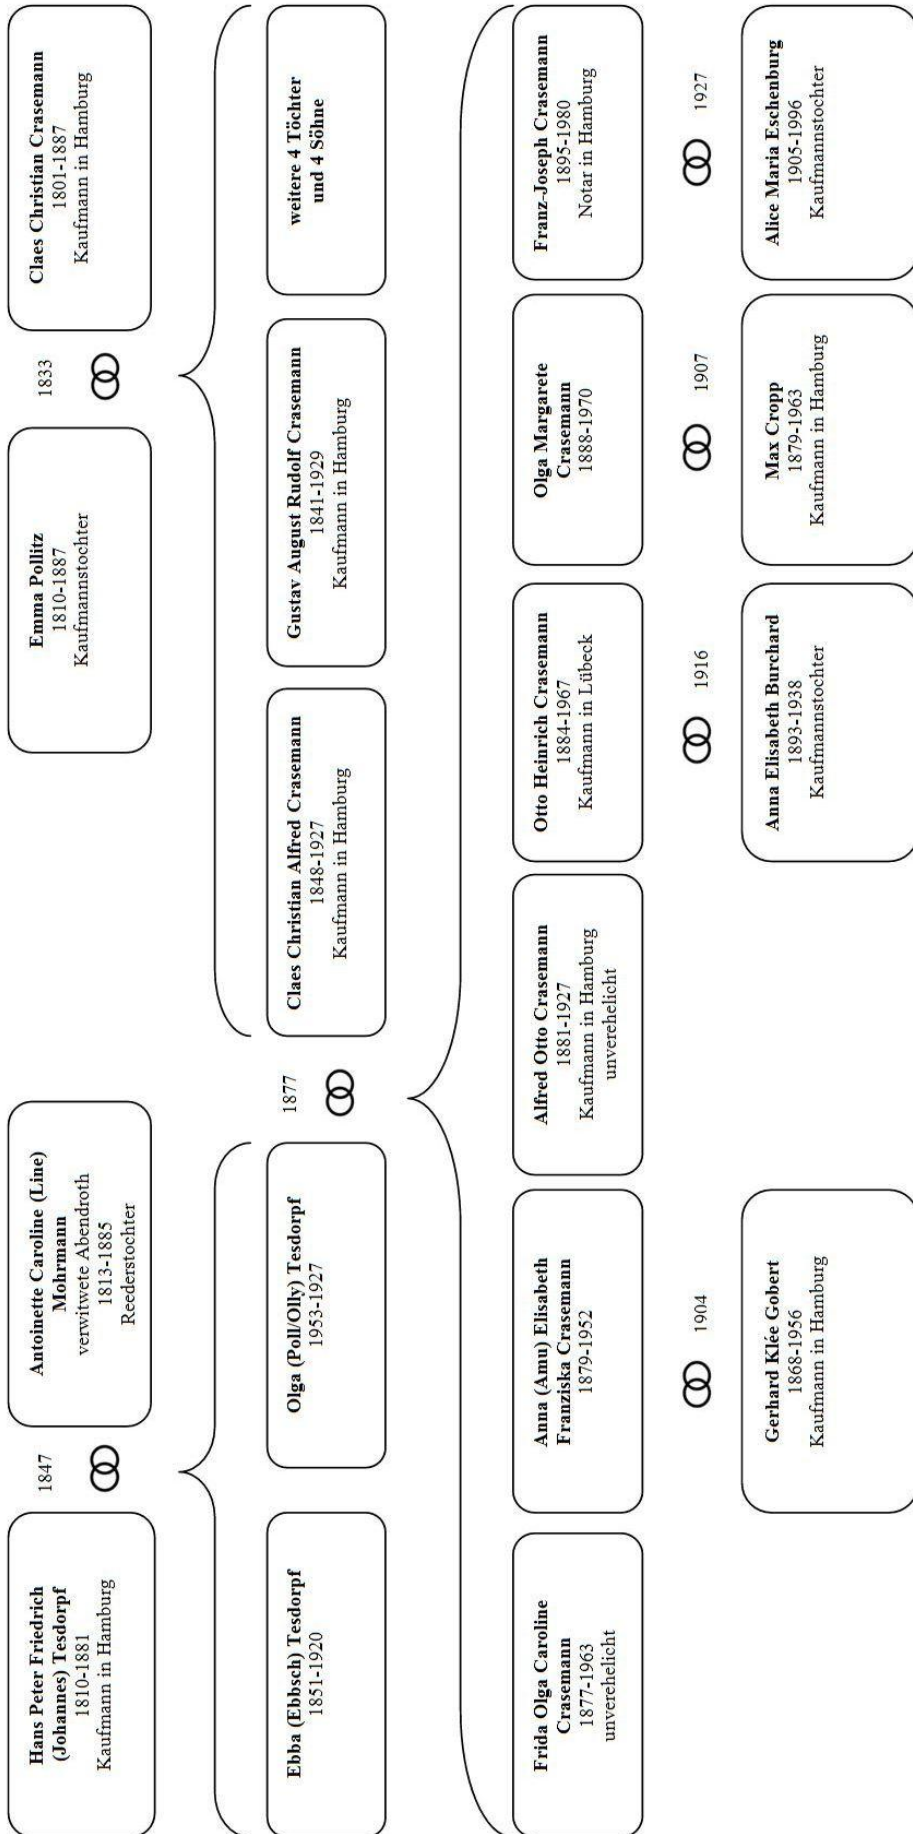 Hans Peter Friedrich
(Johannes) Tesdorpf
1810-1881
Kaufmann in Hamburg
1847
Antoinette Caroline (Line)
Mohrmann
verwitwete Abendroth
1813-1885
Reederstochter
Emma Pollitz
1810-1887
Kaufmannstochter
1833
Claes Christian Crasemann
1801-1887
Kaufmann in Hamburg
Ebba (Ebbsch) Tesdorpf
1851-1920
Olga (Poll/Olly) Tesdorpf
1953-1927
1877
Claes Christian Alfred Crasemann
1848-1927
Kaufmann in Hamburg
Gustav August Rudolf Crasemann
1841-1929
Kaufmann in Hamburg
weitere 4 Töchter
und 4 Söhne
Frida Olga Caroline
Crasemann
1877-1963
unverehelicht
Anna (Amu) Elisabeth
Franziska Crasemann
1879-1952
Alfred Otto Crasemann
1881-1927
Kaufmann in Hamburg
unverehelicht
Otto Heinrich Crasemann
1884-1967
Kaufmann in Lübeck
Olga Margarete
Crasemann
1888-1970
Franz-Joseph Crasemann
1895-1980
Notar in Hamburg
1904
1916
1907
1927
Gerhard Klée Gobert
1868-1956
Kaufmann in Hamburg
Anna Elisabeth Burchard
1893-1938
Kaufmannstochter
Max Cropp
1879-1963
Kaufmann in Hamburg
Alice Maria Eschenburg
1905-1996
Kaufmannstochter